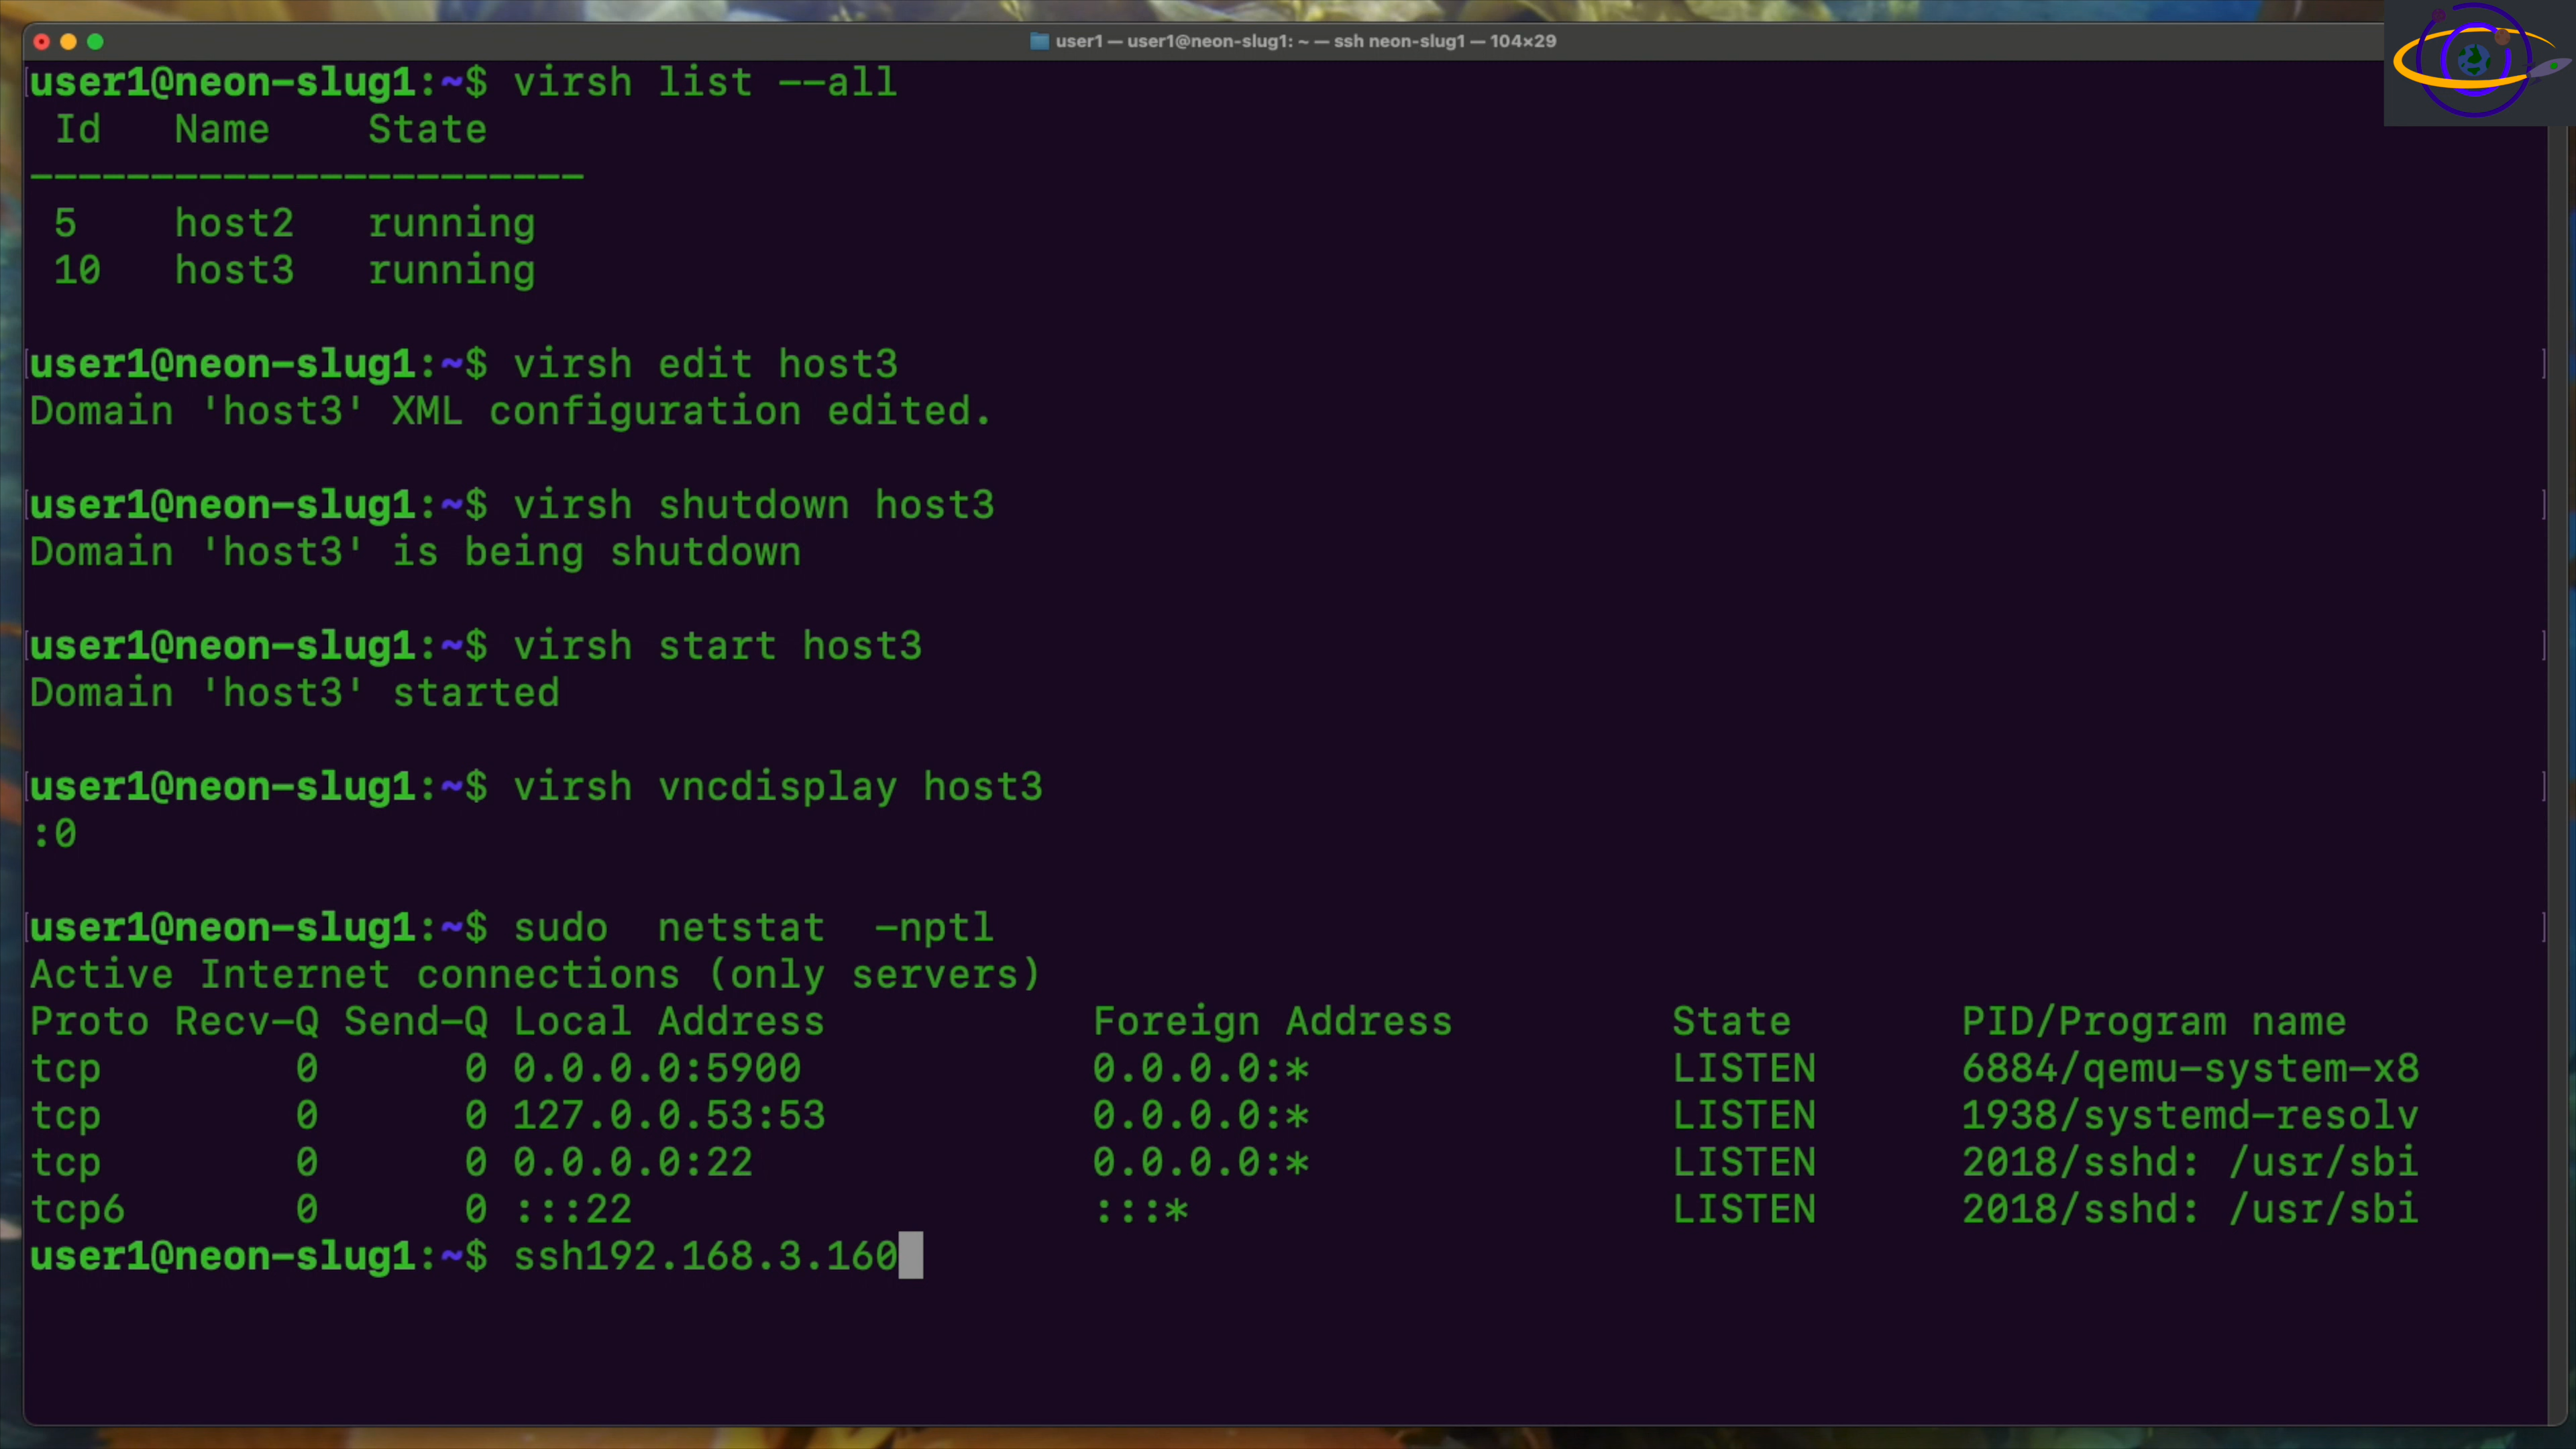 user1 — user1@neon-slug1: ~ — ssh neon-slug1 — 104×29
user1@neon-slug1:~$ virsh list --all
Id Name State
-----------------------
5 host2 running
10 host3 running
user1@neon-slug1:~$ virsh edit host3
Domain 'host3' XML configuration edited.
user1@neon-slug1:~$ virsh shutdown host3
Domain 'host3' is being shutdown
user1@neon-slug1:~$ virsh start host3
Domain 'host3' started
user1@neon-slug1:~$ virsh vncdisplay host3
:0
user1@neon-slug1:~$ sudo  netstat  -nptl
Active Internet connections (only servers)
Proto Recv-Q Send-Q Local Address Foreign Address State PID/Program name
tcp 0 0 0.0.0.0:5900 0.0.0.0:* LISTEN 6884/qemu-system-x8
tcp 0 0 127.0.0.53:53 0.0.0.0:* LISTEN 1938/systemd-resolv
tcp 0 0 0.0.0.0:22 0.0.0.0:* LISTEN 2018/sshd: /usr/sbi
tcp6 0 0 :::22 :::* LISTEN 2018/sshd: /usr/sbi
user1@neon-slug1:~$ ssh192.168.3.160